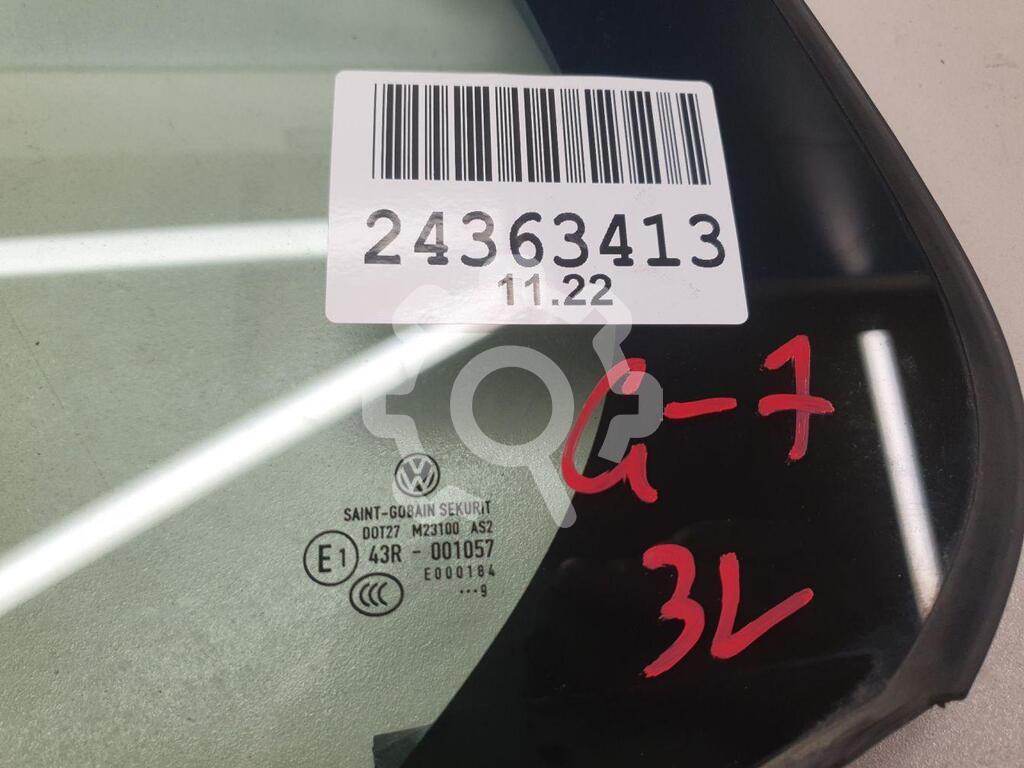 24363413
11.22
G-7
3L
VW
SAINT-GOBAIN SEKURIT
DOT27 M23100 AS2
E1 43R - 001057
E000184
CCC
...9